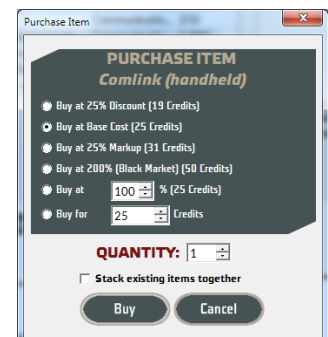 Purchase Item
PURCHASE ITEM
Comlink (handheld)
Buy at 25% Discount (19 Credits)
Buy at Base Cost (25 Credits)
Buy at 25% Markup (31 Credits)
Buy at 200% (Black Market) (50 Credits)
Buy at 100 % (25 Credits)
Buy for 25 Credits
QUANTITY: 1
Stack existing items together
Buy Cancel